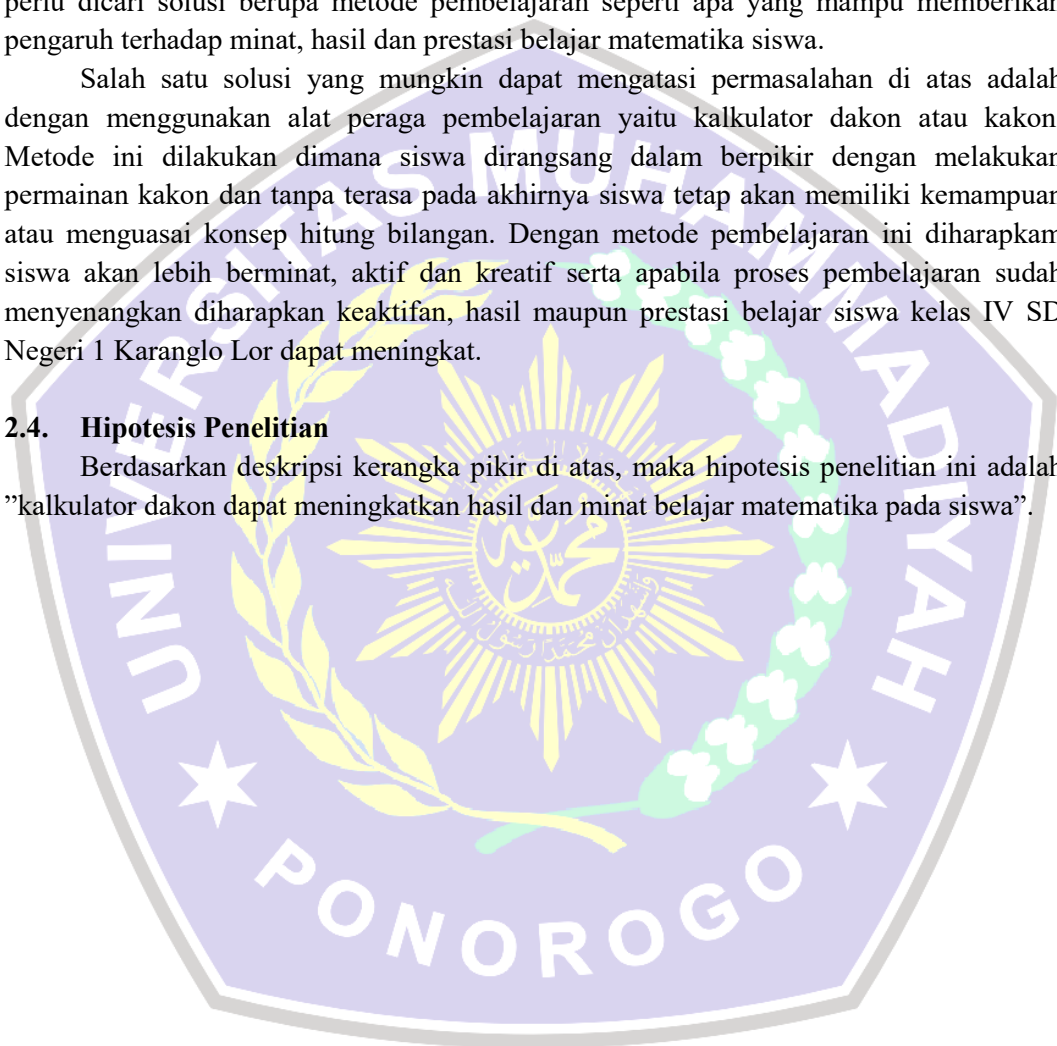 perlu dicari solusi berupa metode pembelajaran seperti apa yang mampu memberikan
pengaruh terhadap minat, hasil dan prestasi belajar matematika siswa.
Salah satu solusi yang mungkin dapat mengatasi permasalahan di atas adalah
dengan menggunakan alat peraga pembelajaran yaitu kalkulator dakon atau kakon
Metode ini dilakukan dimana siswa dirangsang dalam berpikir dengan melakukan
permainan kakon dan tanpa terasa pada akhirnya siswa tetap akan memiliki kemampuan
atau menguasai konsep hitung bilangan. Dengan metode pembelajaran ini diharapkam
siswa akan lebih berminat, aktif dan kreatif serta apabila proses pembelajaran sudah
menyenangkan diharapkan keaktifan, hasil maupun prestasi belajar siswa kelas IV SD
Negeri 1 Karanglo Lor dapat meningkat.
2.4. Hipotesis Penelitian
Berdasarkan deskripsi kerangka pikir di atas, maka hipotesis penelitian ini adalah
”kalkulator dakon dapat meningkatkan hasil dan minat belajar matematika pada siswa”.
UNIVERSITAS MUHAMMADIYAH
PONOROGO